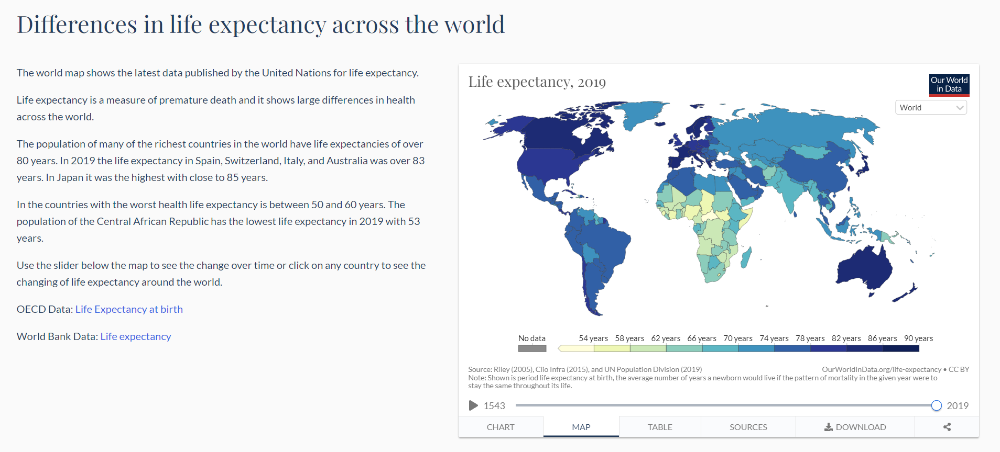 Differences in life expectancy across the world
The world map shows the latest data published by the United Nations for life expectancy.
Life expectancy is a measure of premature death and it shows large differences in health
across the world.
The population of many of the richest countries in the world have life expectancies of over
80 years. In 2019 the life expectancy in Spain, Switzerland, Italy, and Australia was over 83
years. In Japan it was the highest with close to 85 years.
In the countries with the worst health life expectancy is between 50 and 60 years. The
population of the Central African Republic has the lowest life expectancy in 2019 with 53
years.
Use the slider below the map to see the change over time or click on any country to see the
changing of life expectancy around the world.
OECD Data: Life Expectancy at birth
World Bank Data: Life expectancy
Life expectancy, 2019
Our World
in Data
World
No data 54 years 58 years 62 years 66 years 70 years 74 years 78 years 82 years 86 years 90 years
Source: Riley (2005), Clio Infra (2015), and UN Population Division (2019) OurWorldInData.org/life-expectancy • CC BY
Note: Shown is period life expectancy at birth, the average number of years a newborn would live if the pattern of mortality in the given year were to
stay the same throughout its life.
1543 2019
CHART MAP TABLE SOURCES DOWNLOAD